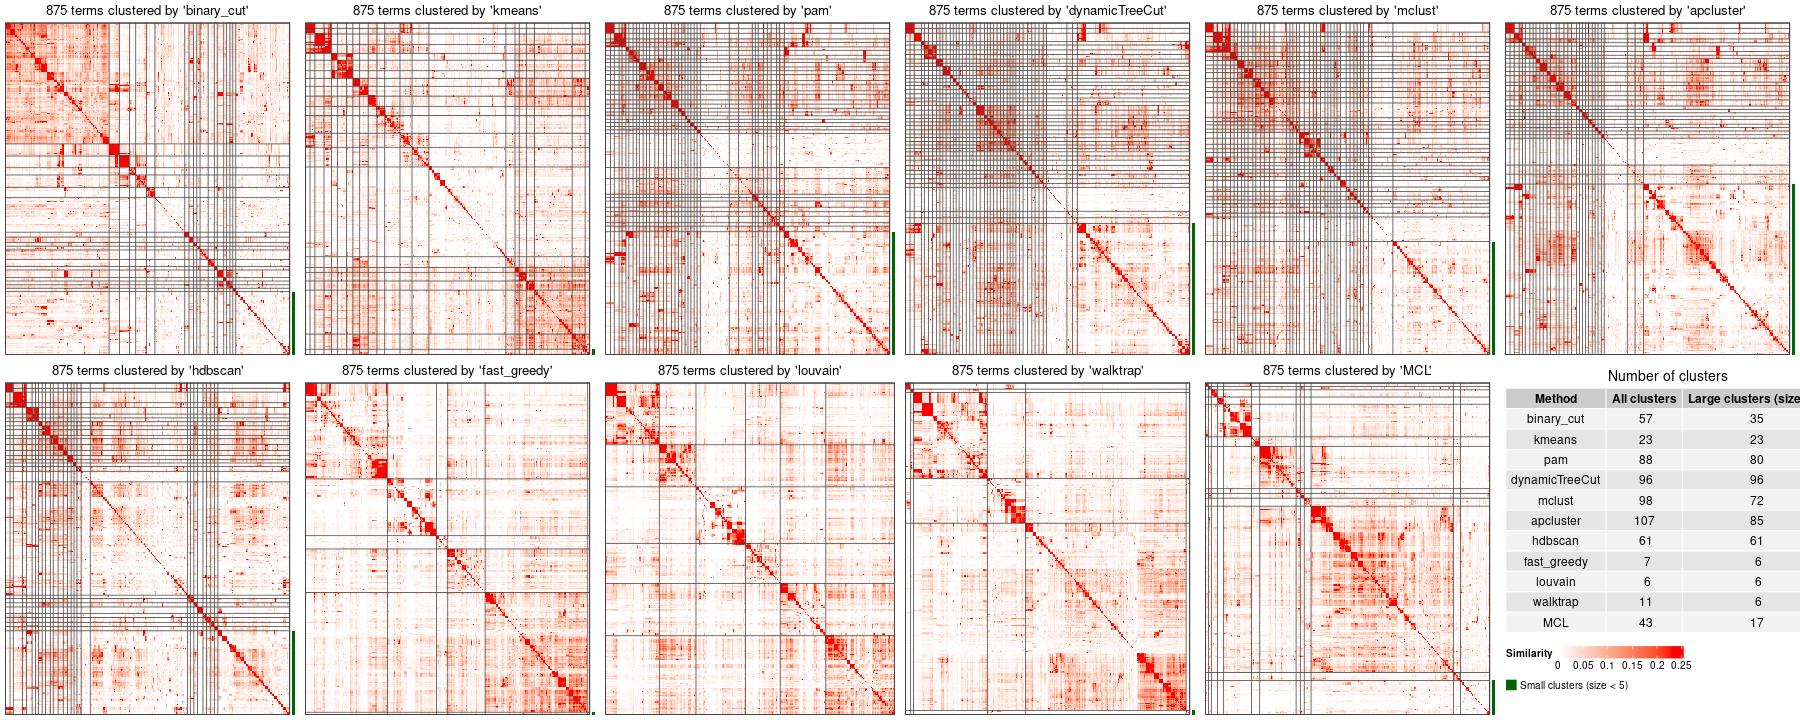 875 terms clustered by 'binary_cut'
875 terms clustered by 'kmeans'
875 terms clustered by 'pam'
875 terms clustered by 'dynamicTreeCut'
875 terms clustered by 'mclust'
875 terms clustered by 'apcluster'
875 terms clustered by 'hdbscan'
875 terms clustered by 'fast_greedy'
875 terms clustered by 'louvain'
875 terms clustered by 'walktrap'
875 terms clustered by 'MCL'
Number of clusters
Method All clusters Large clusters (size
binary_cut 57 35
kmeans 23 23
pam 88 80
dynamicTreeCut 96 96
mclust 98 72
apcluster 107 85
hdbscan 61 61
fast_greedy 7 6
louvain 6 6
walktrap 11 6
MCL 43 17
Similarity
0 0.05 0.1 0.15 0.2 0.25
Small clusters (size < 5)